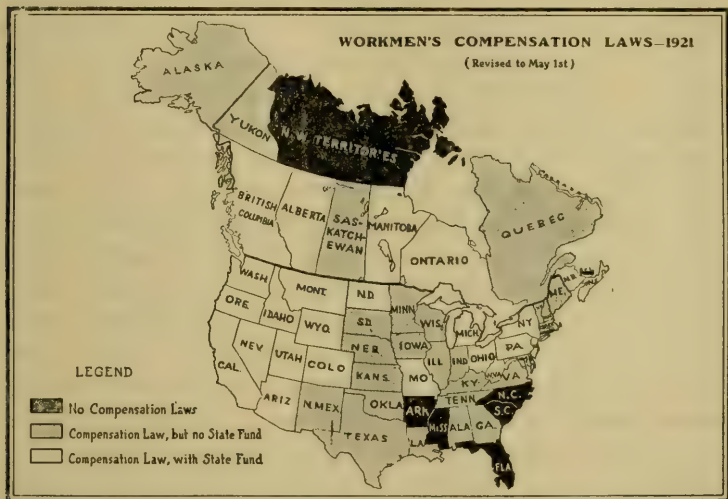 WORKMEN'S COMPENSATION LAWS—1921
(Revised to May 1st)
ALASKA
YUKON
N.W. TERRITORIES
BRITISH
COLUMBIA
ALBERTA
SAS-
KATCH-
EWAN
MANITOBA
ONTARIO
QUEBEC
N.B.
ME.
WASH
MONT.
N.D.
MINN
ORE.
IDAHO
WYO.
S.D.
WIS.
MICH.
N.Y
NEV.
UTAH
COLO
NEB.
IOWA
ILL
IND
OHIO
PA.
CAL.
KANS.
MO.
KY.
VA
ARIZ
N.MEX
OKLA
ARK
TENN
N.C.
S.C.
TEXAS
LA
MISS
ALA
GA.
FLA
LEGEND
No Compensation Laws
Compensation Law, but no State Fund
Compensation Law, with State Fund